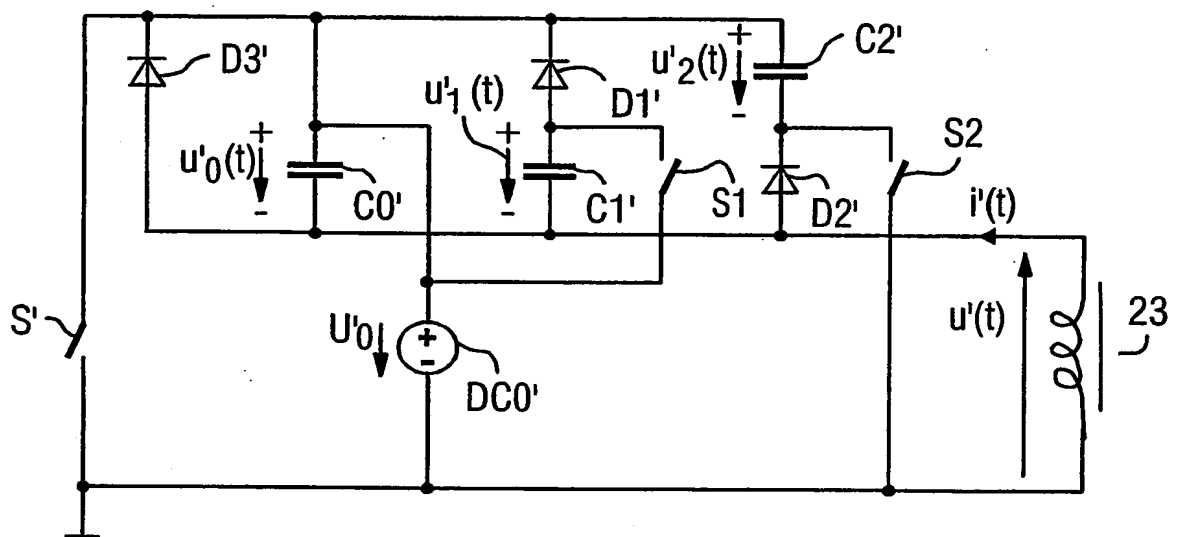 C2'
D3'
+
u'2(t)
u'1(t)
-
D1'
+
+
S2
u'0(t)
C0'
C1'
S1
D2'
i'(t)
-
-
S'
U'0
+
-
u'(t)
23
DC0'